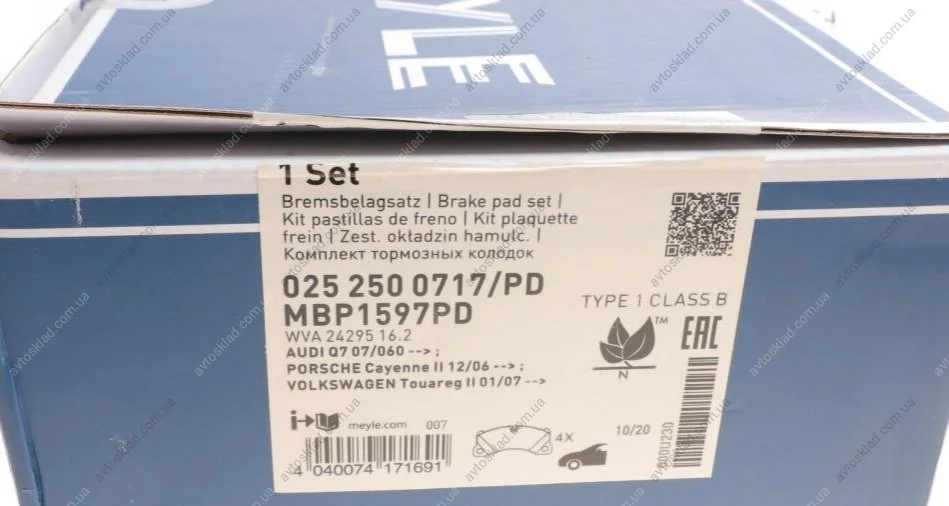 YLE
1 Set
Bremsbelagsatz | Brake pad set |
Kit pastillas de freno | Kit plaquette
frein | Zest. okładzin hamulc. |
Комплект тормозных колодок
025 250 0717/PD
MBP1597PD
TYPE 1 CLASS B
WVA 24295 16.2
AUDI Q7 07/060 --> ;
PORSCHE Cayenne II 12/06 --> ;
VOLKSWAGEN Touareg II 01/07 -->
TM
N
EAC
i
meyle.com 007
4X
10/20
4 040074 171691
avtosklad.com.ua